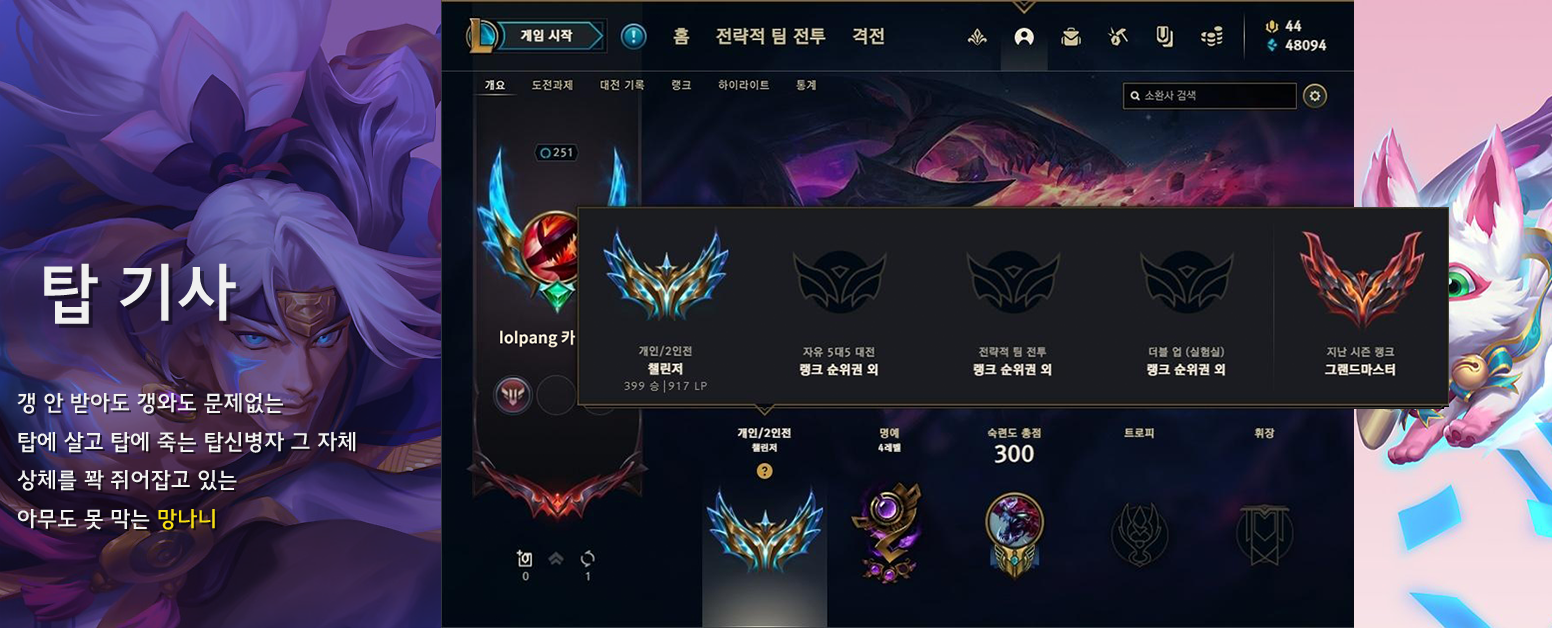 탑 기사
갱 안 받아도 갱와도 문제없는
탑에 살고 탑에 죽는 탑신병자 그 자체
상체를 꽉 쥐어잡고 있는
아무도 못 막는 망나니
게임 시작
홈 전략적 팀 전투 격전
44
48094
개요 도전과제 대전 기록 랭크 하이라이트 통계
소환사 검색
251
lolpang 카
개인/2인전
챌린저
399 승|917 LP
자유 5대5 대전
랭크 순위권 외
전략적 팀 전투
랭크 순위권 외
더블 업 (실험실)
랭크 순위권 외
지난 시즌 랭크
그랜드마스터
개인/2인전
챌린저
?
명예
4레벨
숙련도 총점
300
트로피
휘장
0
1